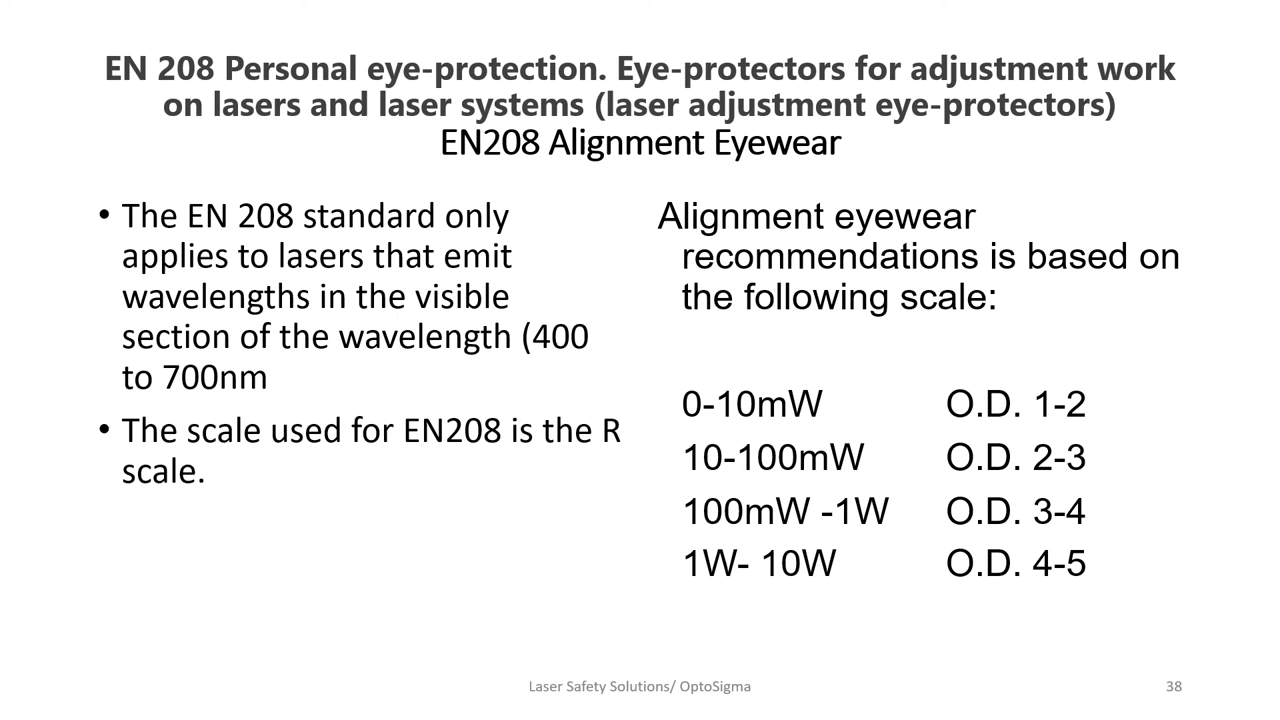 EN 208 Personal eye-protection. Eye-protectors for adjustment work
on lasers and laser systems (laser adjustment eye-protectors)
EN208 Alignment Eyewear
• The EN 208 standard only
applies to lasers that emit
wavelengths in the visible
section of the wavelength (400
to 700nm
• The scale used for EN208 is the R
scale.
Alignment eyewear
recommendations is based on
the following scale:
0-10mW O.D. 1-2
10-100mW O.D. 2-3
100mW -1W O.D. 3-4
1W- 10W O.D. 4-5
Laser Safety Solutions/ OptoSigma
38